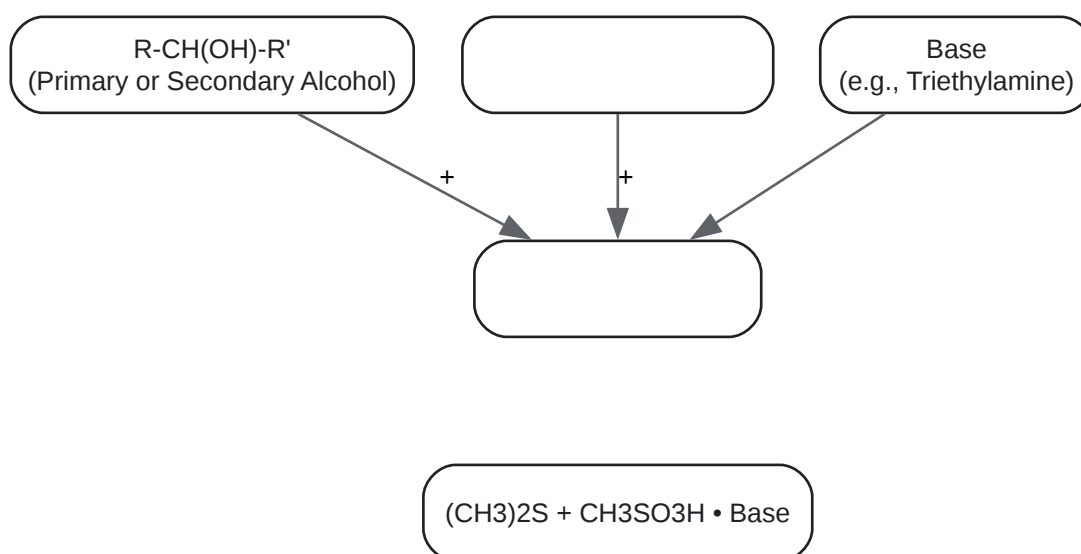 R-CH(OH)-R'
(Primary or Secondary Alcohol)
Base
(e.g., Triethylamine)
+
+
(CH3)2S + CH3SO3H • Base